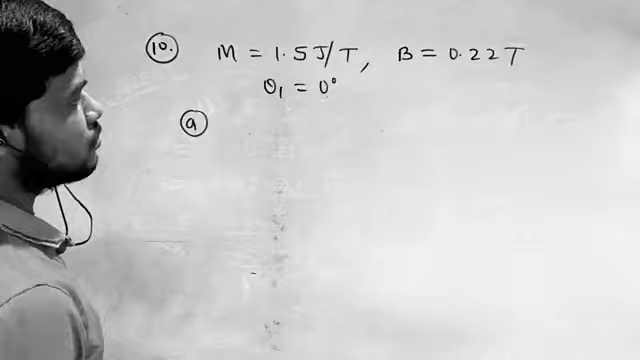 10. M = 1.5 J/T, B = 0.22 T
θ₁ = 0°
a